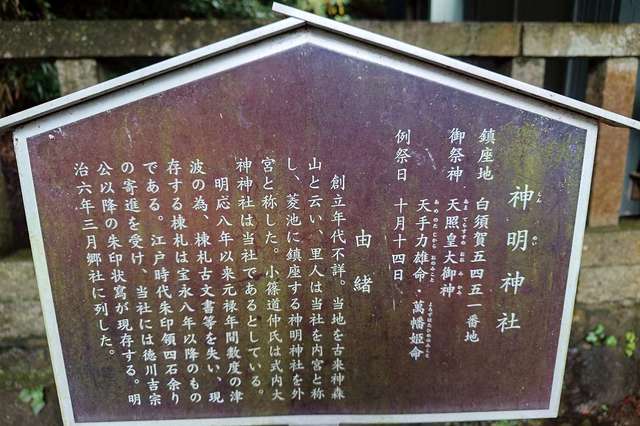 神明神社
鎮座地 白須賀五四五一番地
御祭神 天照皇大御神
天手力雄命・萬幡姫命
例祭日 十月十四日、
由緒
創立年代不詳。当地を古来神森
山と云い、里人は当社を内宮と称
し、菱池に鎮座する神明神社を外
宮と称した。小篠道仲氏は式内大
神神社は当社であるとしている。
明応八年以来元禄年間数度の津
波の為、棟札古文書等を失い、現
存する棟札は宝永八年以降のもの
である。江戸時代朱印領四石余り
の寄進を受け、当社には徳川吉宗
公以降の朱印状寫が現存する。明
治六年三月郷社に列した。